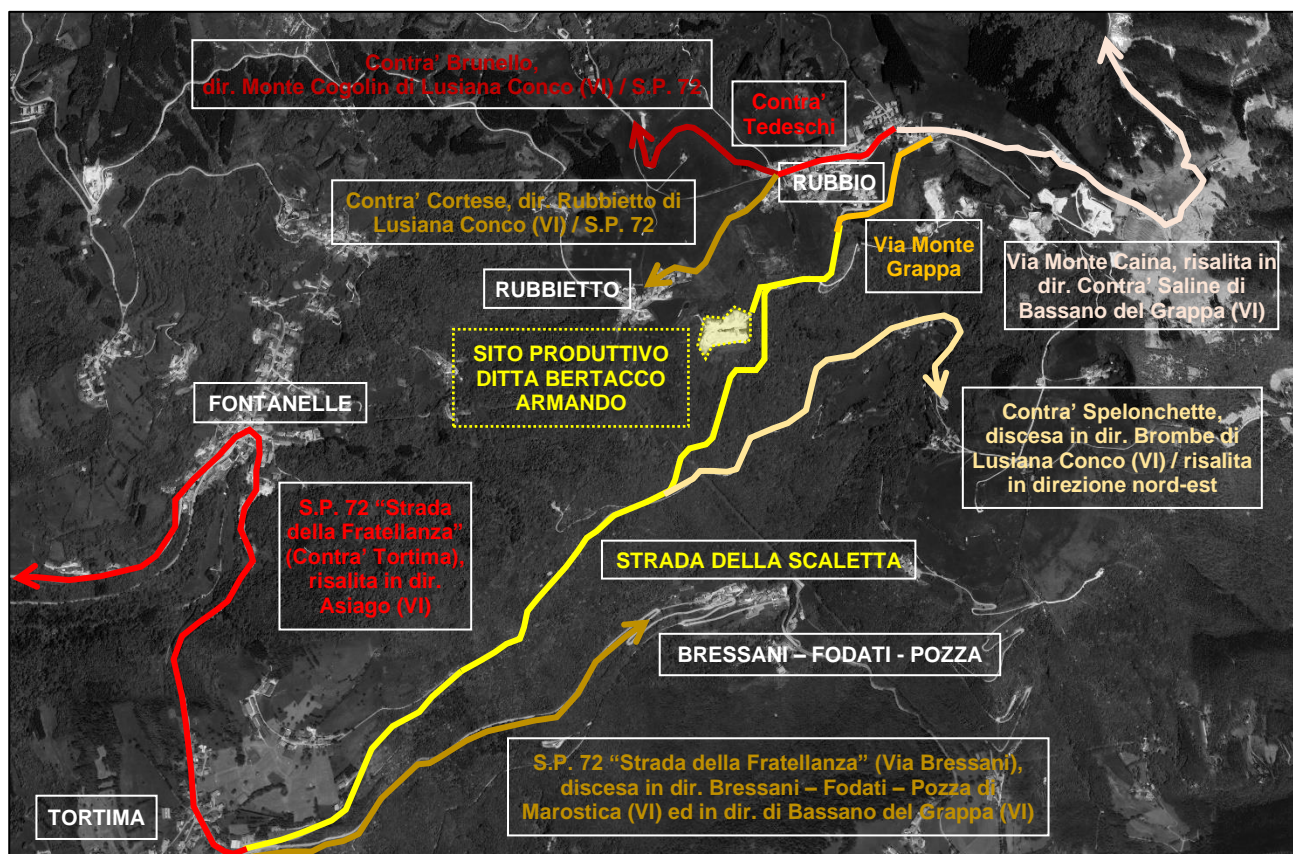 Contra' Brunello,
dir. Monte Cogolin di Lusiana Conco (VI) / S.P. 72
Contra'
Tedeschi
RUBBIO
Contra' Cortese, dir. Rubbietto di
Lusiana Conco (VI) / S.P. 72
Via Monte
Grappa
Via Monte Caina, risalita in
dir. Contra' Saline di
Bassano del Grappa (VI)
RUBBIETTO
SITO PRODUTTIVO
DITTA BERTACCO
ARMANDO
FONTANELLE
Contra' Spelonchette,
discesa in dir. Brombe di
Lusiana Conco (VI) / risalita
in direzione nord-est
S.P. 72 “Strada
della Fratellanza”
(Contra' Tortima),
risalita in dir.
Asiago (VI)
STRADA DELLA SCALETTA
BRESSANI – FODATI - POZZA
S.P. 72 “Strada della Fratellanza” (Via Bressani),
discesa in dir. Bressani – Fodati – Pozza di
Marostica (VI) ed in dir. di Bassano del Grappa (VI)
TORTIMA